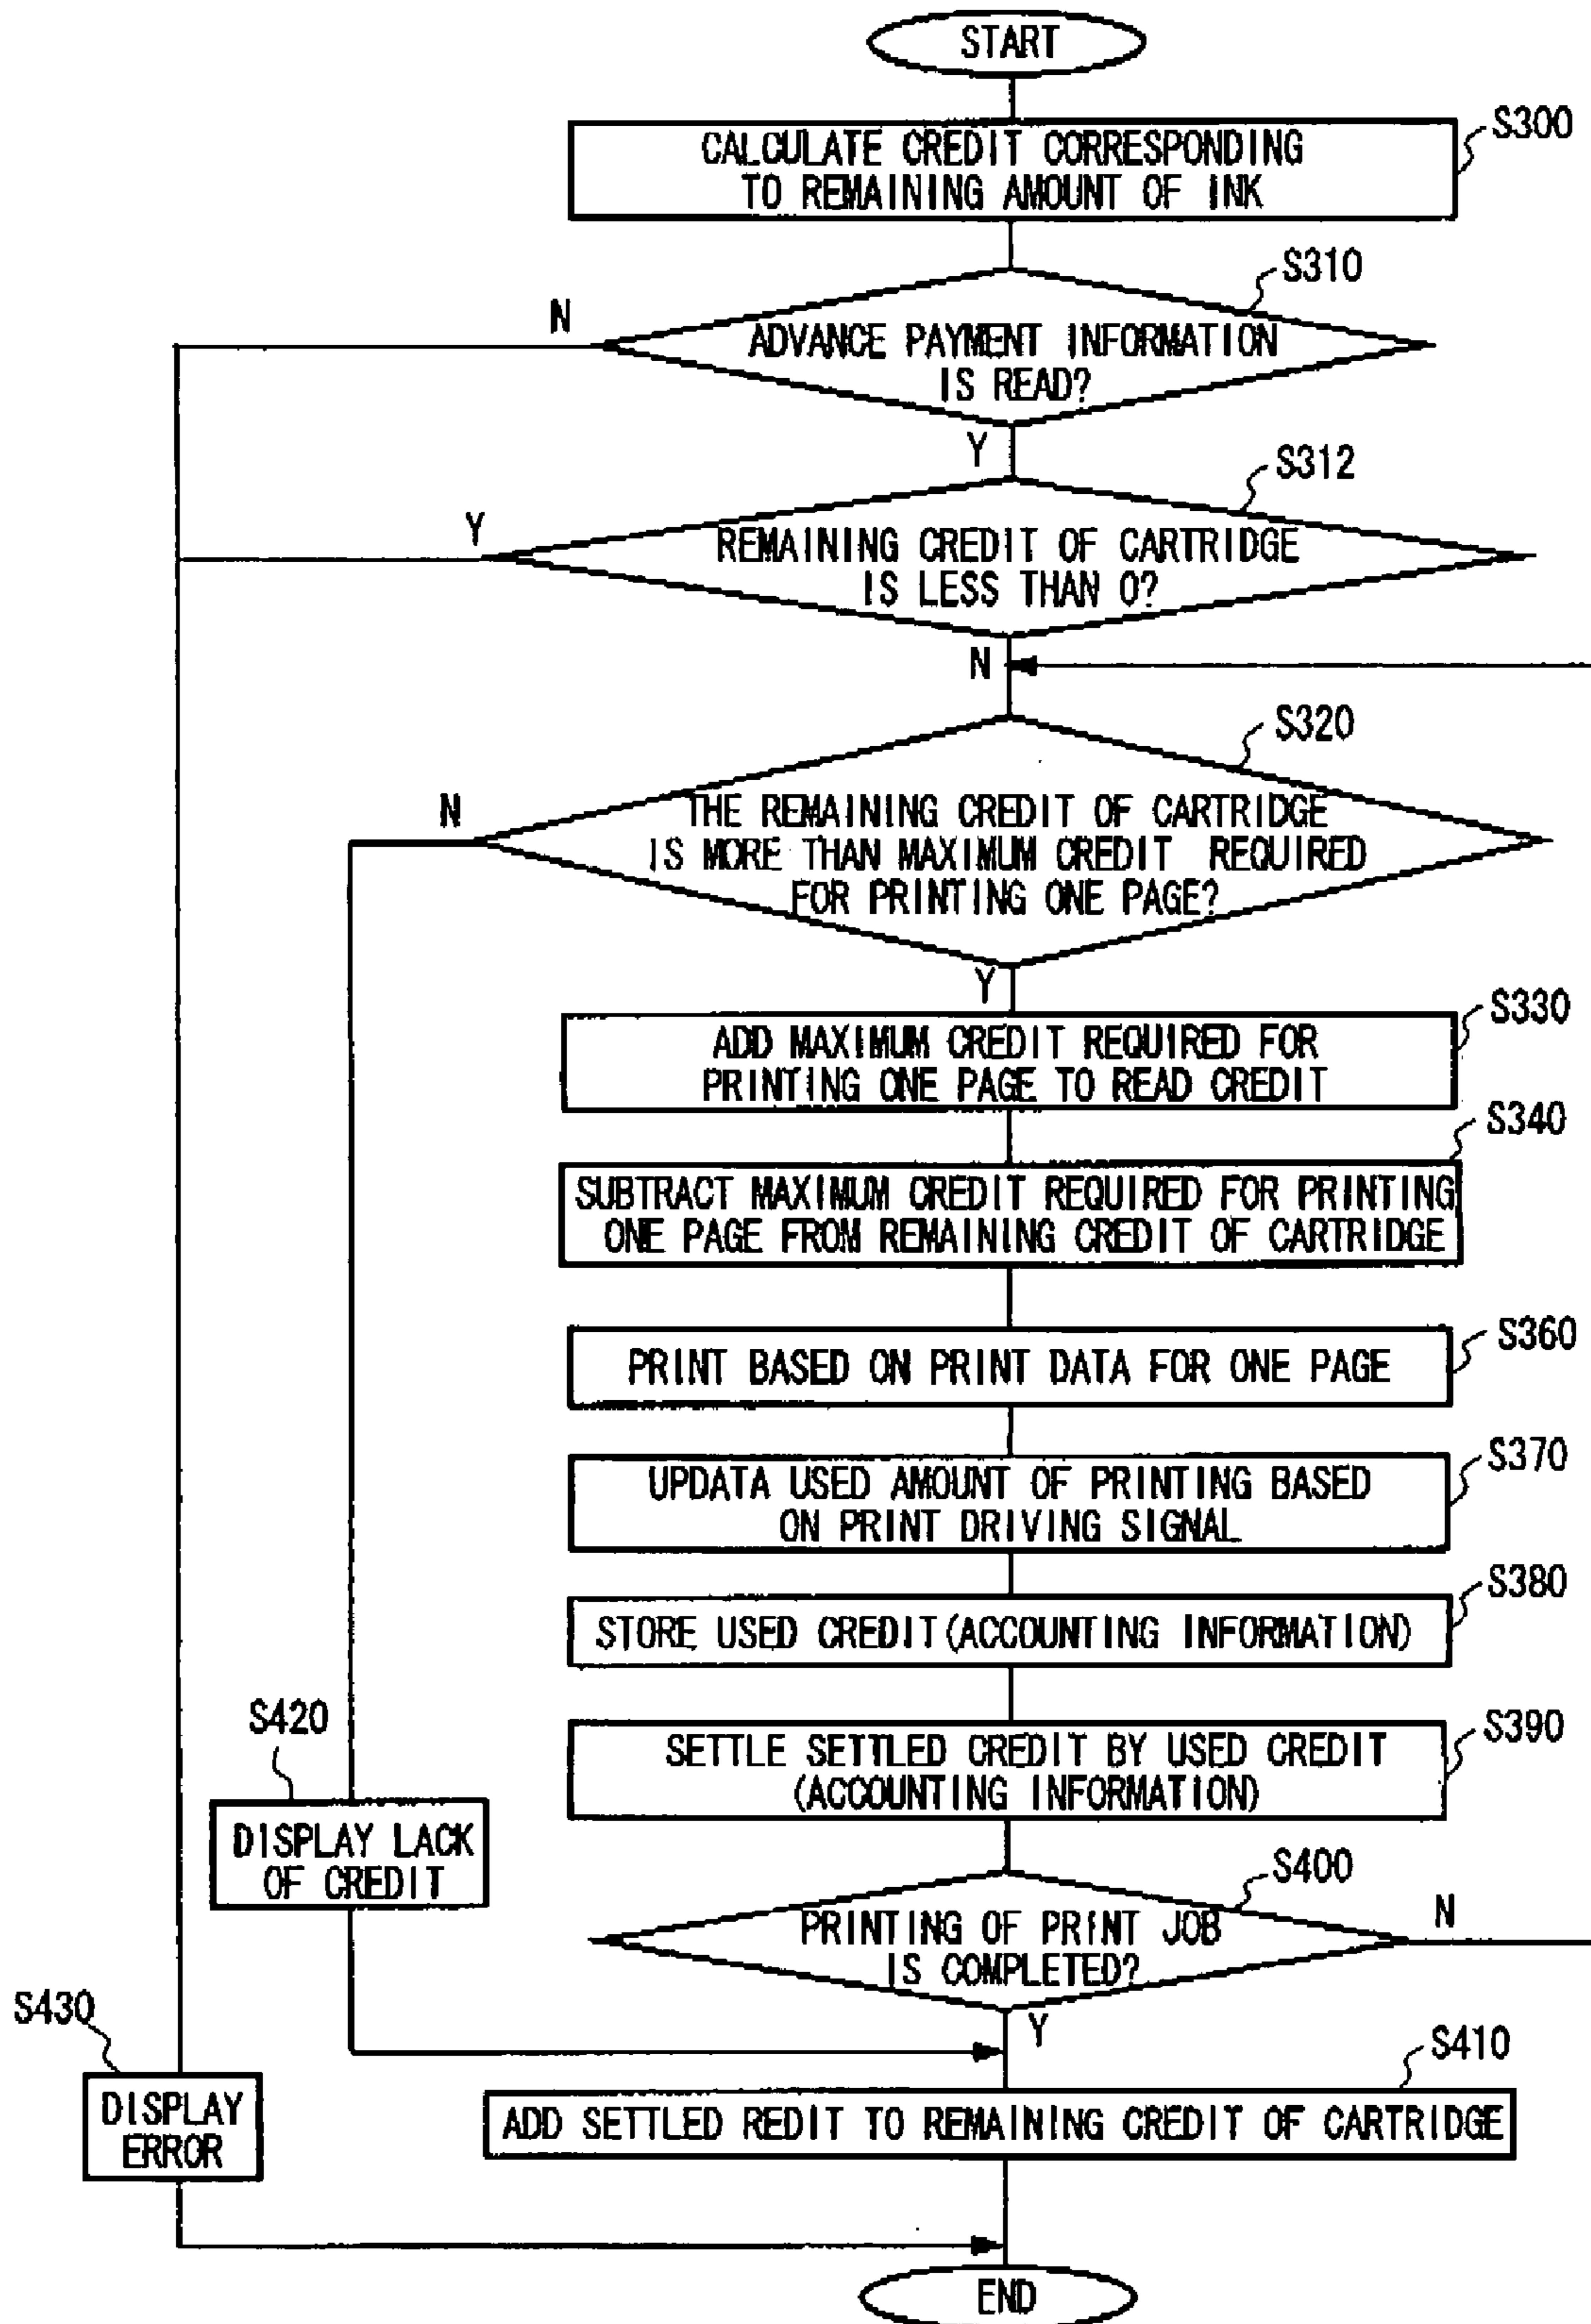 START
S300
CALCULATE CREDIT CORRESPONDING
TO REMAINING AMOUNT OF INK
S310
N
ADVANCE PAYMENT INFORMATION
IS READ?
Y
S312
Y
REMAINING CREDIT OF CARTRIDGE
IS LESS THAN 0?
N
S320
N
THE REMAINING CREDIT OF CARTRIDGE
IS MORE THAN MAXIMUM CREDIT REQUIRED
FOR PRINTING ONE PAGE?
Y
S330
ADD MAXIMUM CREDIT REQUIRED FOR
PRINTING ONE PAGE TO READ CREDIT
S340
SUBTRACT MAXIMUM CREDIT REQUIRED FOR PRINTING
ONE PAGE FROM REMAINING CREDIT OF CARTRIDGE
S360
PRINT BASED ON PRINT DATA FOR ONE PAGE
S370
UPDATA USED AMOUNT OF PRINTING BASED
ON PRINT DRIVING SIGNAL
S380
STORE USED CREDIT(ACCOUNTING INFORMATION)
S390
SETTLE SETTLED CREDIT BY USED CREDIT
(ACCOUNTING INFORMATION)
S420
DISPLAY LACK
OF CREDIT
S400
N
PRINTING OF PRINT JOB
IS COMPLETED?
Y
S430
DISPLAY
ERROR
S410
ADD SETTLED REDIT TO REMAINING CREDIT OF CARTRIDGE
END